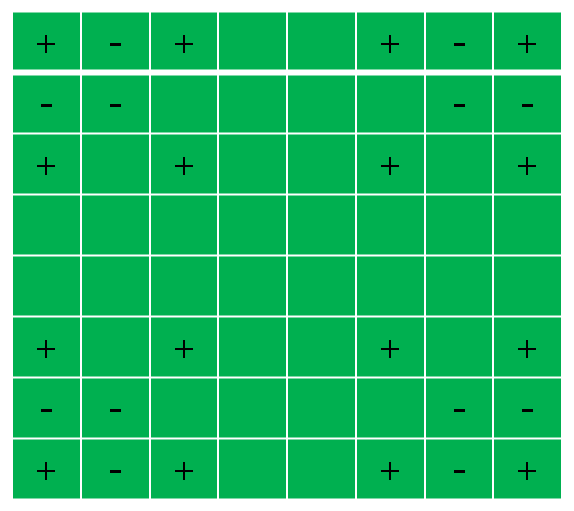 + - + + - +
- - - -
+ + + +
+ + + +
- - - -
+ - + + - +